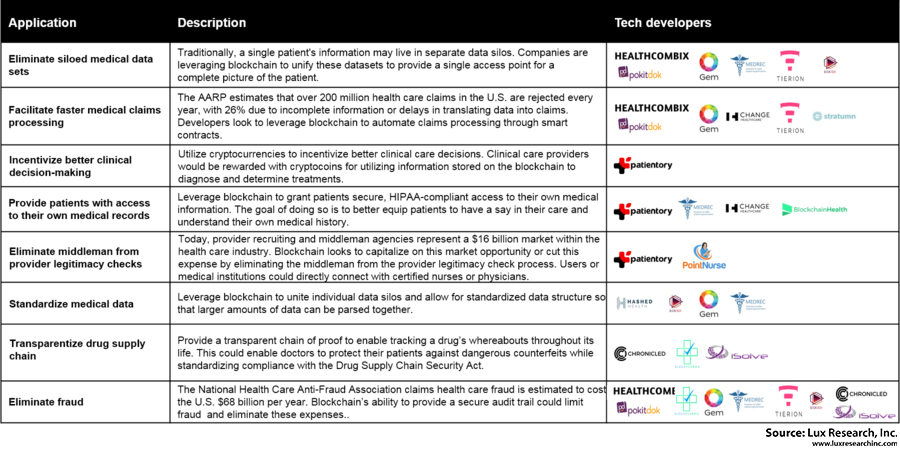 Application Description Tech developers
Eliminate siloed medical data
sets
Traditionally, a single patient's information may live in separate data silos. Companies are
leveraging blockchain to unify these datasets to provide a single access point for a
complete picture of the patient.
HEALTHCOMBIX
pd pokitdok
Gem
MEDREC
TIERION
Facilitate faster medical claims
processing
The AARP estimates that over 200 million health care claims in the U.S. are rejected every
year, with 26% due to incomplete information or delays in translating data into claims.
Developers look to leverage blockchain to automate claims processing through smart
contracts.
HEALTHCOMBIX
pd pokitdok
Gem
CHANGE
HEALTHCARE
TIERION
stratumn
Incentivize better clinical
decision-making
Utilize cryptocurrencies to incentivize better clinical care decisions. Clinical care providers
would be rewarded with cryptocoins for utilizing information stored on the blockchain to
diagnose and determine treatments.
patientory
Provide patients with access
to their own medical records
Leverage blockchain to grant patients secure, HIPAA-compliant access to their own medical
information. The goal of doing so is to better equip patients to have a say in their care and
understand their own medical history.
patientory
MEDREC
CHANGE
HEALTHCARE
BlockchainHealth
Eliminate middleman from
provider legitimacy checks
Today, provider recruiting and middleman agencies represent a $16 billion market within the
health care industry. Blockchain looks to capitalize on this market opportunity or cut this
expense by eliminating the middleman from the provider legitimacy check process. Users or
medical institutions could directly connect with certified nurses or physicians.
patientory
PointNurse
Standardize medical data
Leverage blockchain to unite individual data silos and allow for standardized data structure so
that larger amounts of data can be parsed together.
HASHED
HEALTH
Gem
MEDREC
Transparentize drug supply
chain
Provide a transparent chain of proof to enable tracking a drug's whereabouts throughout its
life. This could enable doctors to protect their patients against dangerous counterfeits while
standardizing compliance with the Drug Supply Chain Security Act.
CHRONICLED
iSolve
Eliminate fraud
The National Health Care Anti-Fraud Association claims health care fraud is estimated to cost
the U.S. $68 billion per year. Blockchain's ability to provide a secure audit trail could limit
fraud and eliminate these expenses..
HEALTHCOME
pd pokitdok
Gem
MEDREC
TIERION
CHRONICLED
iSolve
Source: Lux Research, Inc.
www.luxresearchinc.com